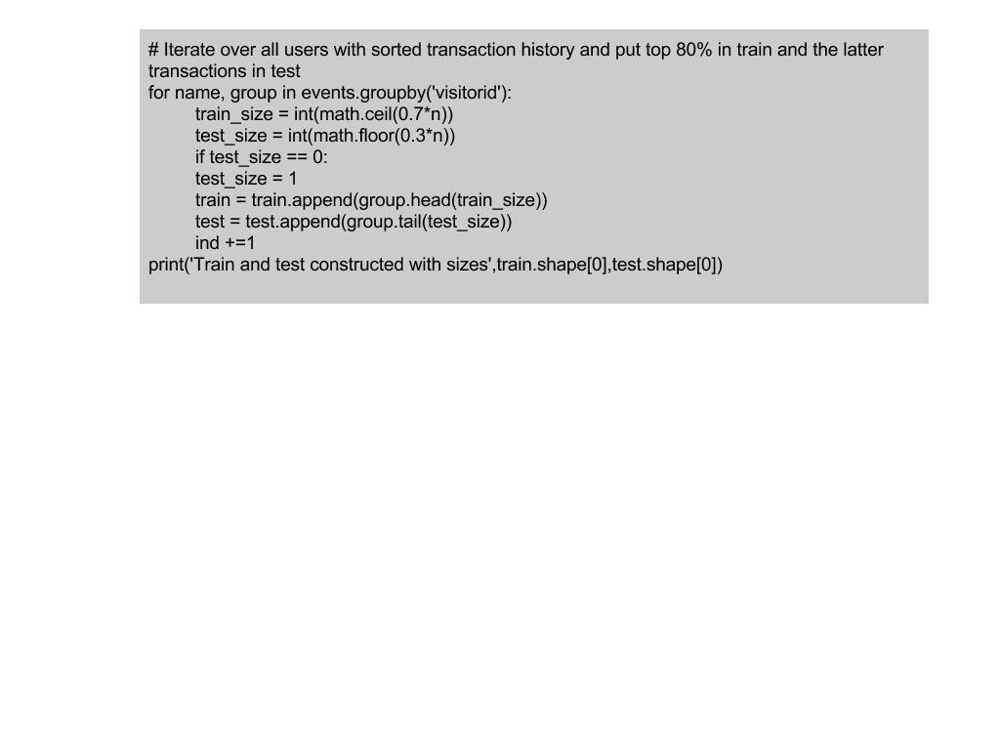 # Iterate over all users with sorted transaction history and put top 80% in train and the latter
transactions in test
for name, group in events.groupby('visitorid'):
train_size = int(math.ceil(0.7*n))
test_size = int(math.floor(0.3*n))
if test_size == 0:
test_size = 1
train = train.append(group.head(train_size))
test = test.append(group.tail(test_size))
ind +=1
print('Train and test constructed with sizes',train.shape[0],test.shape[0])